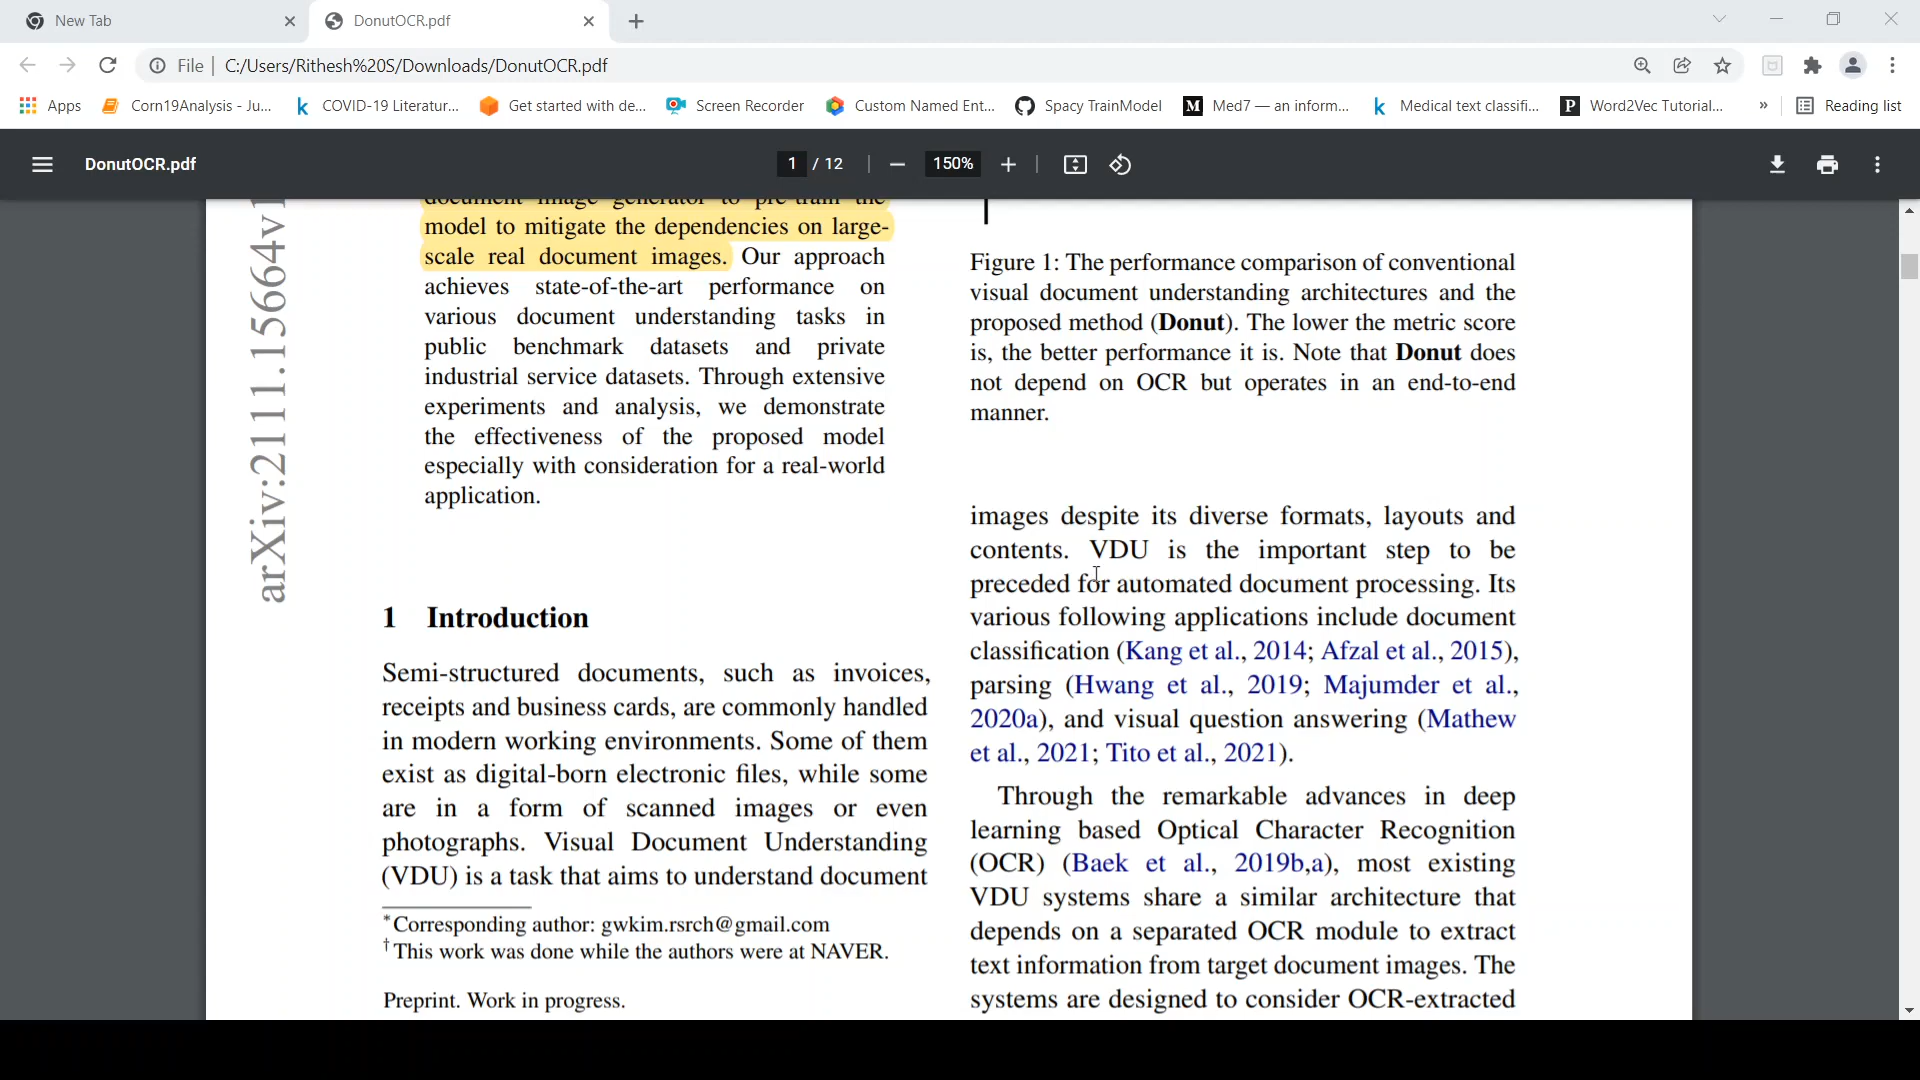 New Tab
DonutOCR.pdf
File
C:/Users/Rithesh%20S/Downloads/DonutOCR.pdf
Apps
Corn19Analysis - Ju...
COVID-19 Literatur...
Get started with de...
Screen Recorder
Custom Named Ent...
Spacy TrainModel
M
Med7 — an inform...
k
Medical text classifi...
P
Word2Vec Tutorial...
»
Reading list
DonutOCR.pdf
1 / 12
150%
arXiv:2111.15664v1
document image generator to pre-train the
model to mitigate the dependencies on large-
scale real document images. Our approach
achieves state-of-the-art performance on
various document understanding tasks in
public benchmark datasets and private
industrial service datasets. Through extensive
experiments and analysis, we demonstrate
the effectiveness of the proposed model
especially with consideration for a real-world
application.
1 Introduction
Semi-structured documents, such as invoices,
receipts and business cards, are commonly handled
in modern working environments. Some of them
exist as digital-born electronic files, while some
are in a form of scanned images or even
photographs. Visual Document Understanding
(VDU) is a task that aims to understand document
*Corresponding author: gwkim.rsrch@gmail.com
†This work was done while the authors were at NAVER.
Preprint. Work in progress.
Figure 1: The performance comparison of conventional
visual document understanding architectures and the
proposed method (Donut). The lower the metric score
is, the better performance it is. Note that Donut does
not depend on OCR but operates in an end-to-end
manner.
images despite its diverse formats, layouts and
contents. VDU is the important step to be
preceded for automated document processing. Its
various following applications include document
classification (Kang et al., 2014; Afzal et al., 2015),
parsing (Hwang et al., 2019; Majumder et al.,
2020a), and visual question answering (Mathew
et al., 2021; Tito et al., 2021).
Through the remarkable advances in deep
learning based Optical Character Recognition
(OCR) (Baek et al., 2019b,a), most existing
VDU systems share a similar architecture that
depends on a separated OCR module to extract
text information from target document images. The
systems are designed to consider OCR-extracted